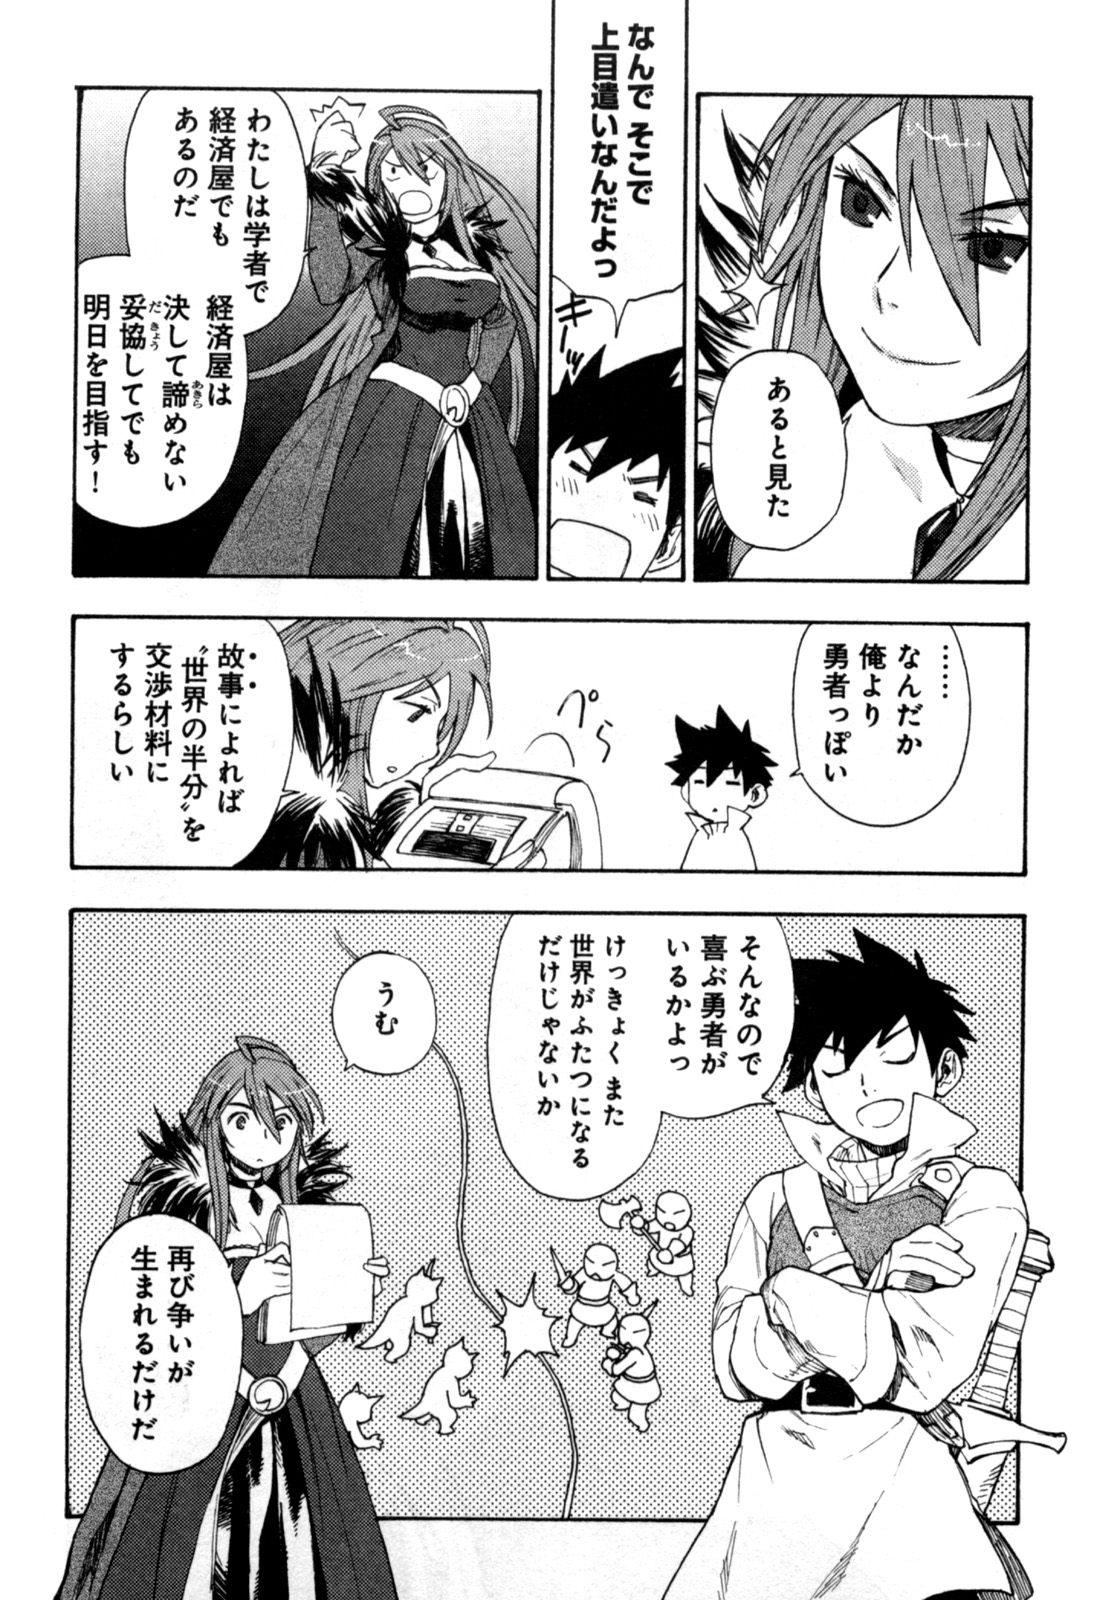 あると見た
なんで そこで
上目遣いなんだよっ
キーッ
わたしは学者で
経済屋でも
あるのだ
経済屋は
決して諦めない
あきら
妥協してでも
だきょう
明日を目指す!
……
なんだか
俺より
勇者っぽい
ぺら
故事によれば
〝世界の半分〟を
交渉材料に
するらしい
そんなので
喜ぶ勇者が
いるかよっ
けっきょく また
世界がふたつになる
だけじゃないか
うむ
再び争いが
生まれるだけだ